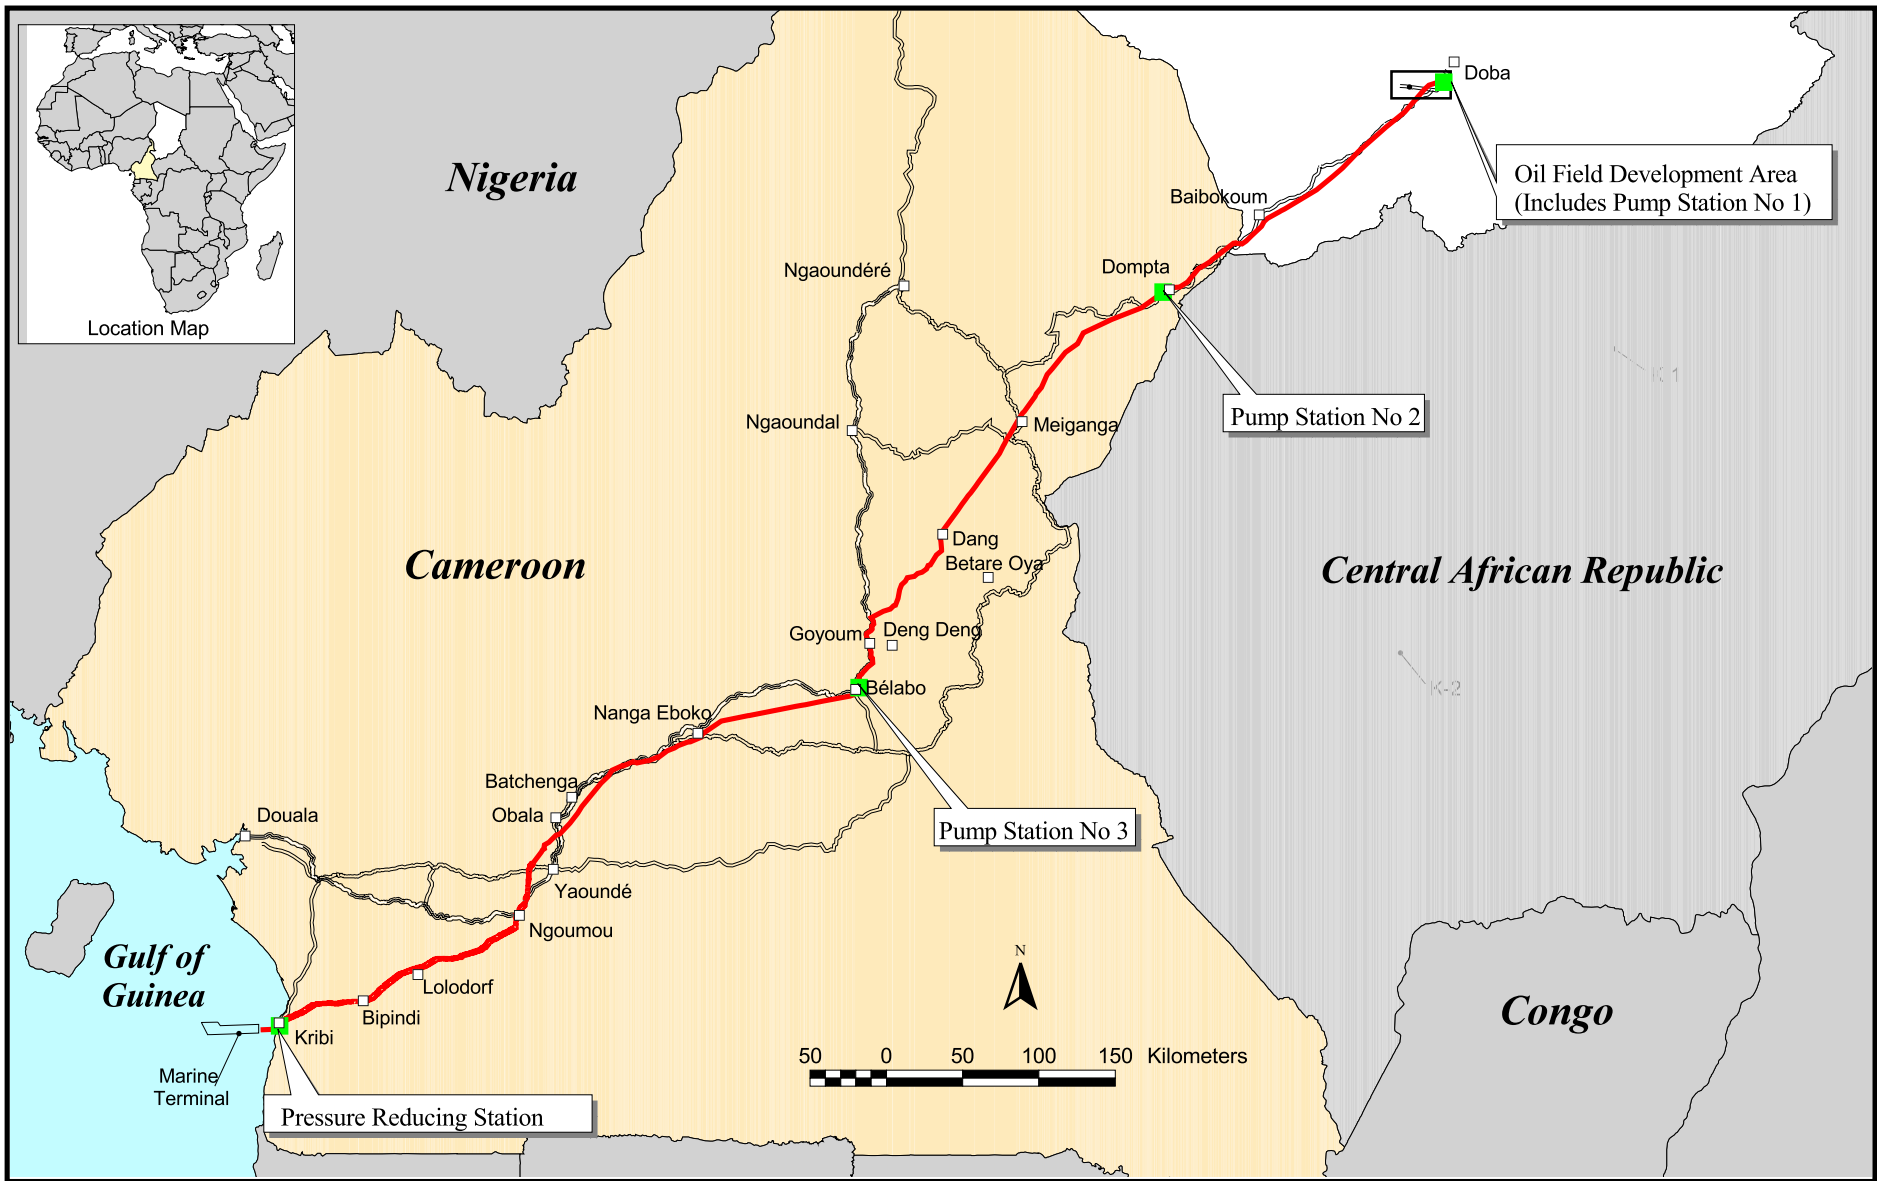 Doba
Oil Field Development Area
(Includes Pump Station No 1)
Nigeria
Baibokoum
Dompta
Ngaoundéré
Location Map
K-1
Pump Station No 2
Ngaoundal
Meiganga
Dang
Betare Oya
Cameroon
Central African Republic
Goyoum
Deng Deng
Bélabo
K-2
Nanga Eboko
Batchenga
Obala
Douala
Pump Station No 3
Yaoundé
Ngoumou
Gulf of
Guinea
Lolodorf
N
Bipindi
Congo
Kribi
50 0 50 100 150 Kilometers
Marine
Terminal
Pressure Reducing Station